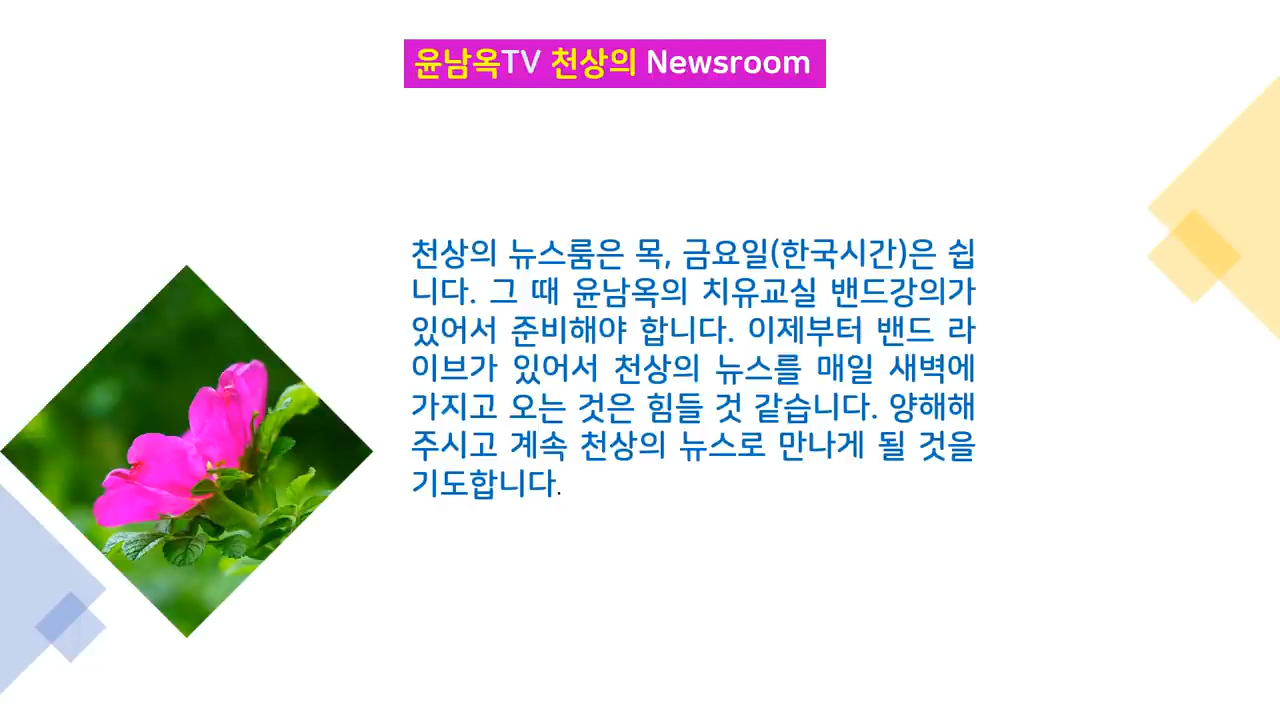 윤남옥TV 천상의 Newsroom
천상의 뉴스룸은 목, 금요일(한국시간)은 쉽
니다. 그 때 윤남옥의 치유교실 밴드강의가
있어서 준비해야 합니다. 이제부터 밴드 라
이브가 있어서 천상의 뉴스를 매일 새벽에
가지고 오는 것은 힘들 것 같습니다. 양해해
주시고 계속 천상의 뉴스로 만나게 될 것을
기도합니다.